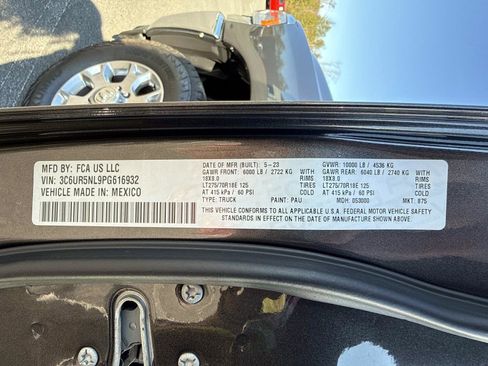 MFD BY: FCA US LLC
VIN: 3C6UR5NL9PG616932
VEHICLE MADE IN: MEXICO
DATE OF MFR (BUILT): 5-23 GVWR: 10000 LB / 4536 KG
GAWR FRONT: 6000 LB / 2722 KG WITH GAWR REAR: 6040 LB / 2740 KG WITH
18X8.0 RIMS 18X8.0 RIMS
LT275/70R18E 125 TIRES LT275/70R18E 125 TIRES
AT 415 kPa / 60 PSI COLD AT 415 kPa / 60 PSI COLD
THIS VEHICLE CONFORMS TO ALL APPLICABLE U.S.A. FEDERAL MOTOR VEHICLE SAFETY
STANDARDS IN EFFECT ON THE DATE OF MANUFACTURE SHOWN ABOVE.
TYPE: TRUCK PAINT: PAU MDH: 053000 MKT: 875